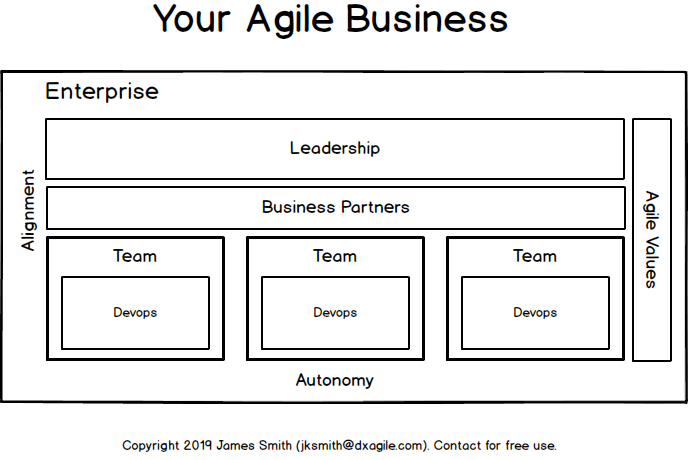 Your Agile Business
Enterprise
Alignment
Leadership
Business Partners
Agile Values
Team
Devops
Team
Devops
Team
Devops
Autonomy
Copyright 2019 James Smith (jksmith@dxagile.com). Contact for free use.